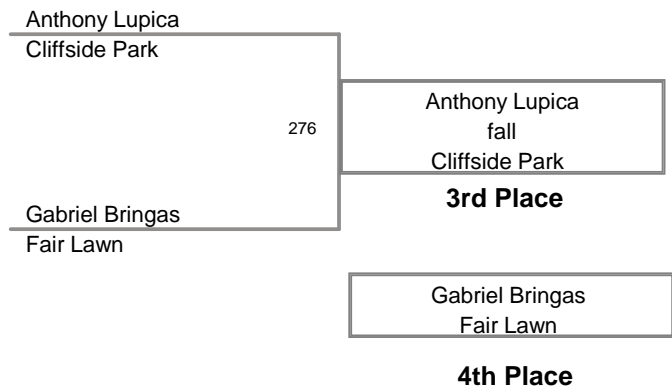 Anthony Lupica
Cliffside Park
276
Anthony Lupica
fall
Cliffside Park
3rd Place
Gabriel Bringas
Fair Lawn
Gabriel Bringas
Fair Lawn
4th Place